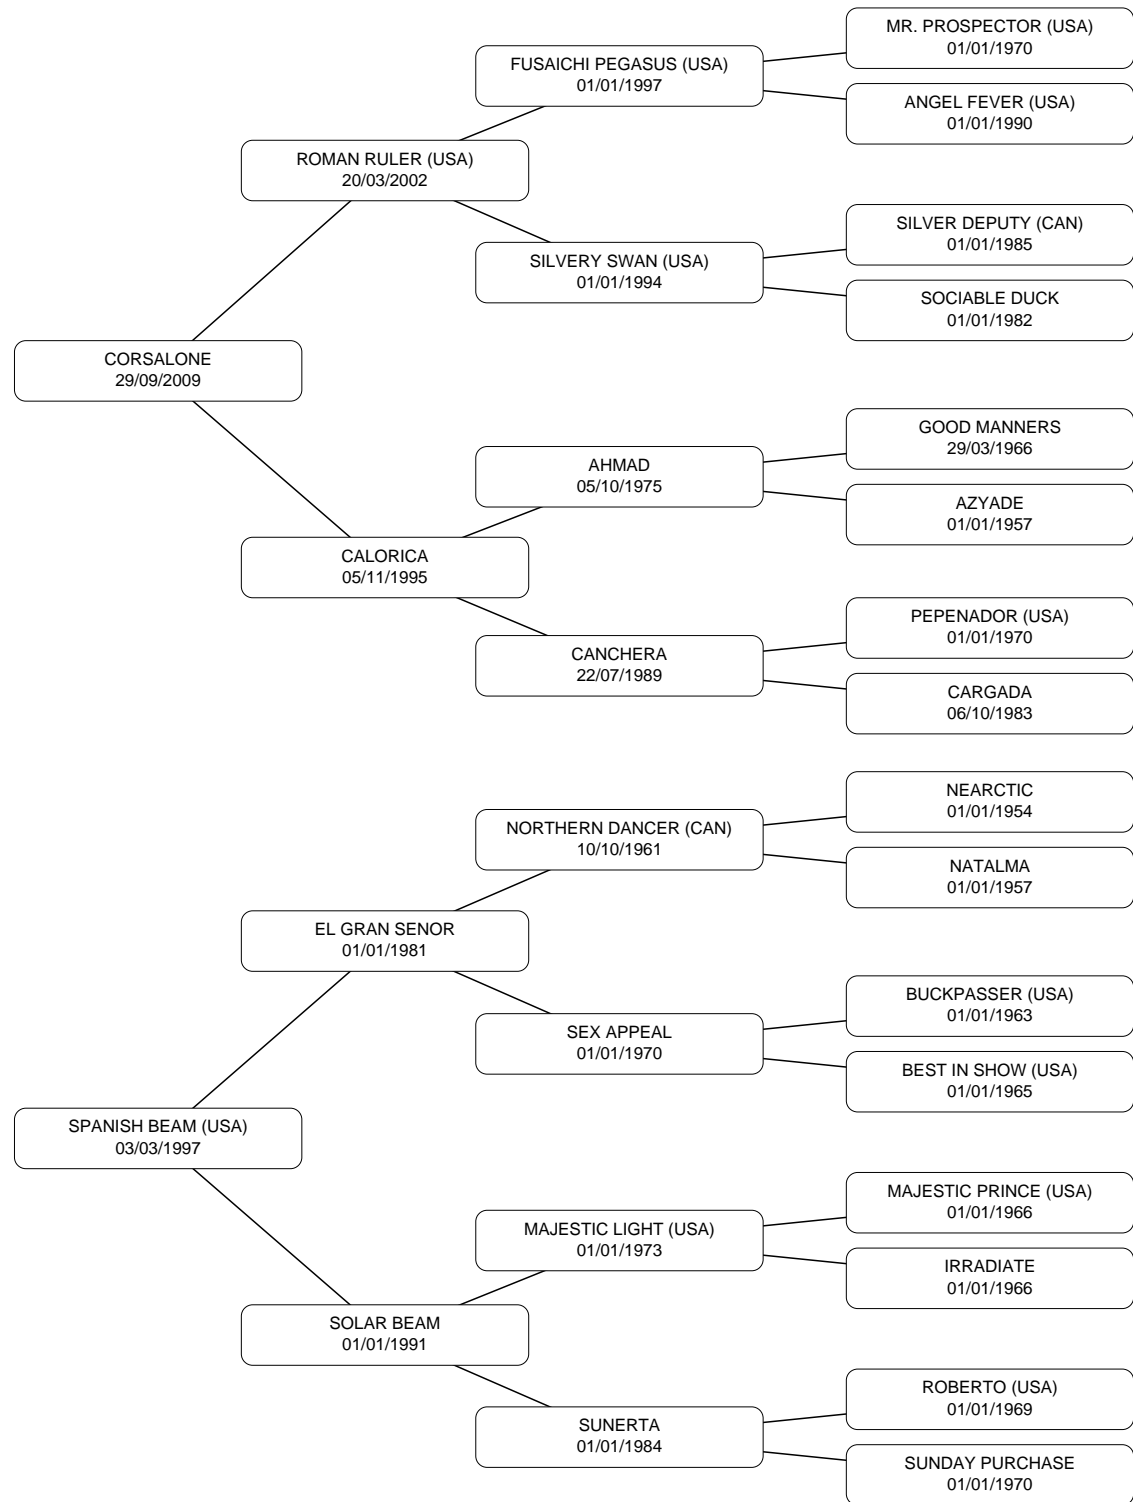 MR. PROSPECTOR (USA)
01/01/1970
FUSAICHI PEGASUS (USA)
01/01/1997
ANGEL FEVER (USA)
01/01/1990
ROMAN RULER (USA)
20/03/2002
SILVER DEPUTY (CAN)
01/01/1985
SILVERY SWAN (USA)
01/01/1994
SOCIABLE DUCK
01/01/1982
CORSALONE
29/09/2009
GOOD MANNERS
29/03/1966
AHMAD
05/10/1975
AZYADE
01/01/1957
CALORICA
05/11/1995
PEPENADOR (USA)
01/01/1970
CANCHERA
22/07/1989
CARGADA
06/10/1983
NEARCTIC
01/01/1954
NORTHERN DANCER (CAN)
10/10/1961
NATALMA
01/01/1957
EL GRAN SENOR
01/01/1981
BUCKPASSER (USA)
01/01/1963
SEX APPEAL
01/01/1970
BEST IN SHOW (USA)
01/01/1965
SPANISH BEAM (USA)
03/03/1997
MAJESTIC PRINCE (USA)
01/01/1966
MAJESTIC LIGHT (USA)
01/01/1973
IRRADIATE
01/01/1966
SOLAR BEAM
01/01/1991
ROBERTO (USA)
01/01/1969
SUNERTA
01/01/1984
SUNDAY PURCHASE
01/01/1970